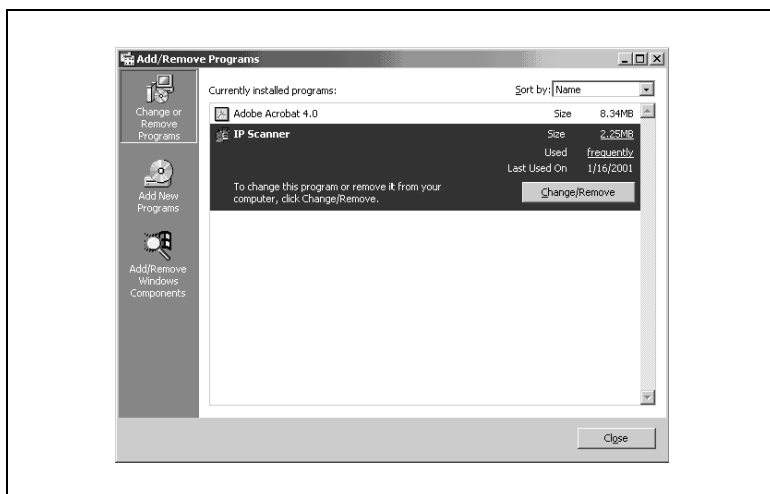 Add/Remove Programs
Change or
Remove
Programs
Add New
Programs
Add/Remove
Windows
Components
Currently installed programs:
Sort by: Name
Adobe Acrobat 4.0 Size 8.34MB
IP Scanner Size 2.25MB
Used frequently
Last Used On 1/16/2001
To change this program or remove it from your
computer, click Change/Remove.
Change/Remove
Close